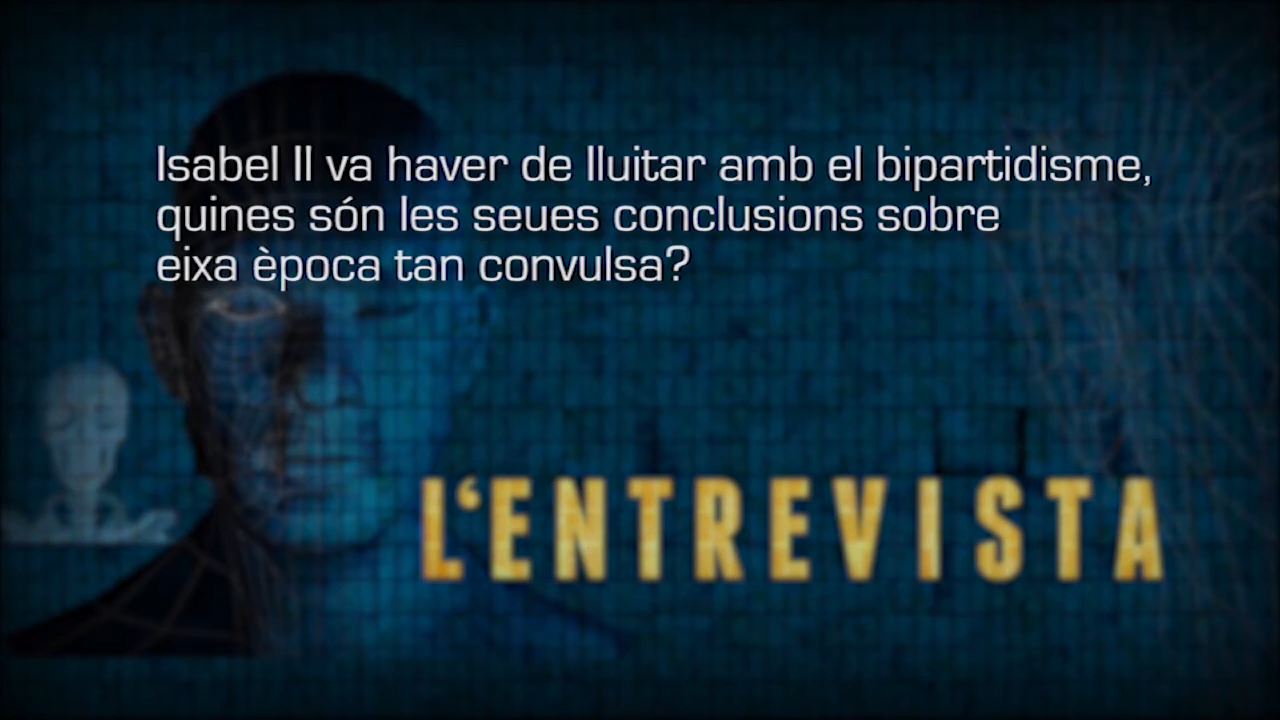 Isabel II va haver de lluitar amb el bipartidisme,
quines són les seues conclusions sobre
eixa època tan convulsa?
L‘ENTREVISTA